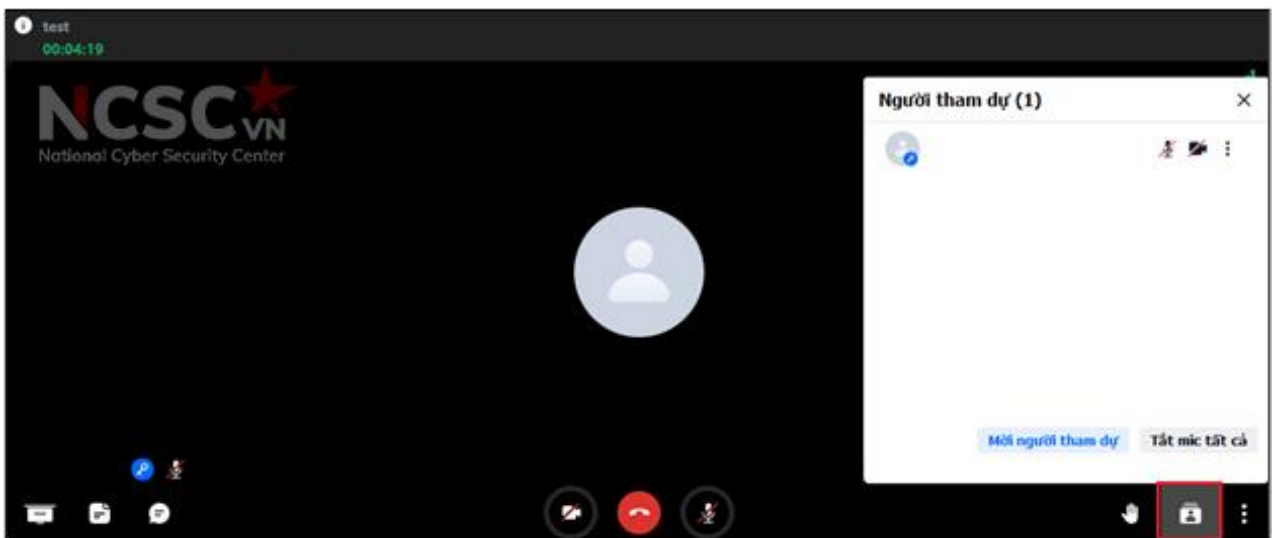 test
00:04:19
NCSC VN
National Cyber Security Center
Người tham dự (1)
Mời người tham dự
Tắt mic tất cả